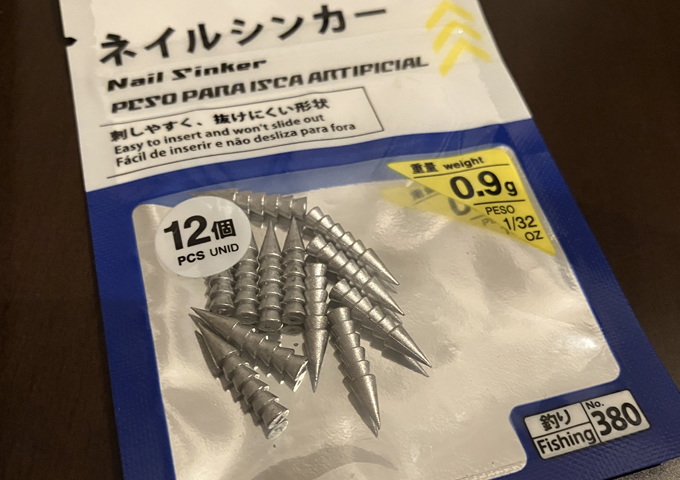 ネイルシンカー
Nail Sinker
PESO PARA ISCA ARTIFICIAL
刺しやすく、抜けにくい形状
Easy to insert and won't slide out
Fácil de inserir e não desliza para fora
重量 weight
0.9g
PESO
1/32
OZ
12個
PCS UNID
釣り
Fishing
No.
380